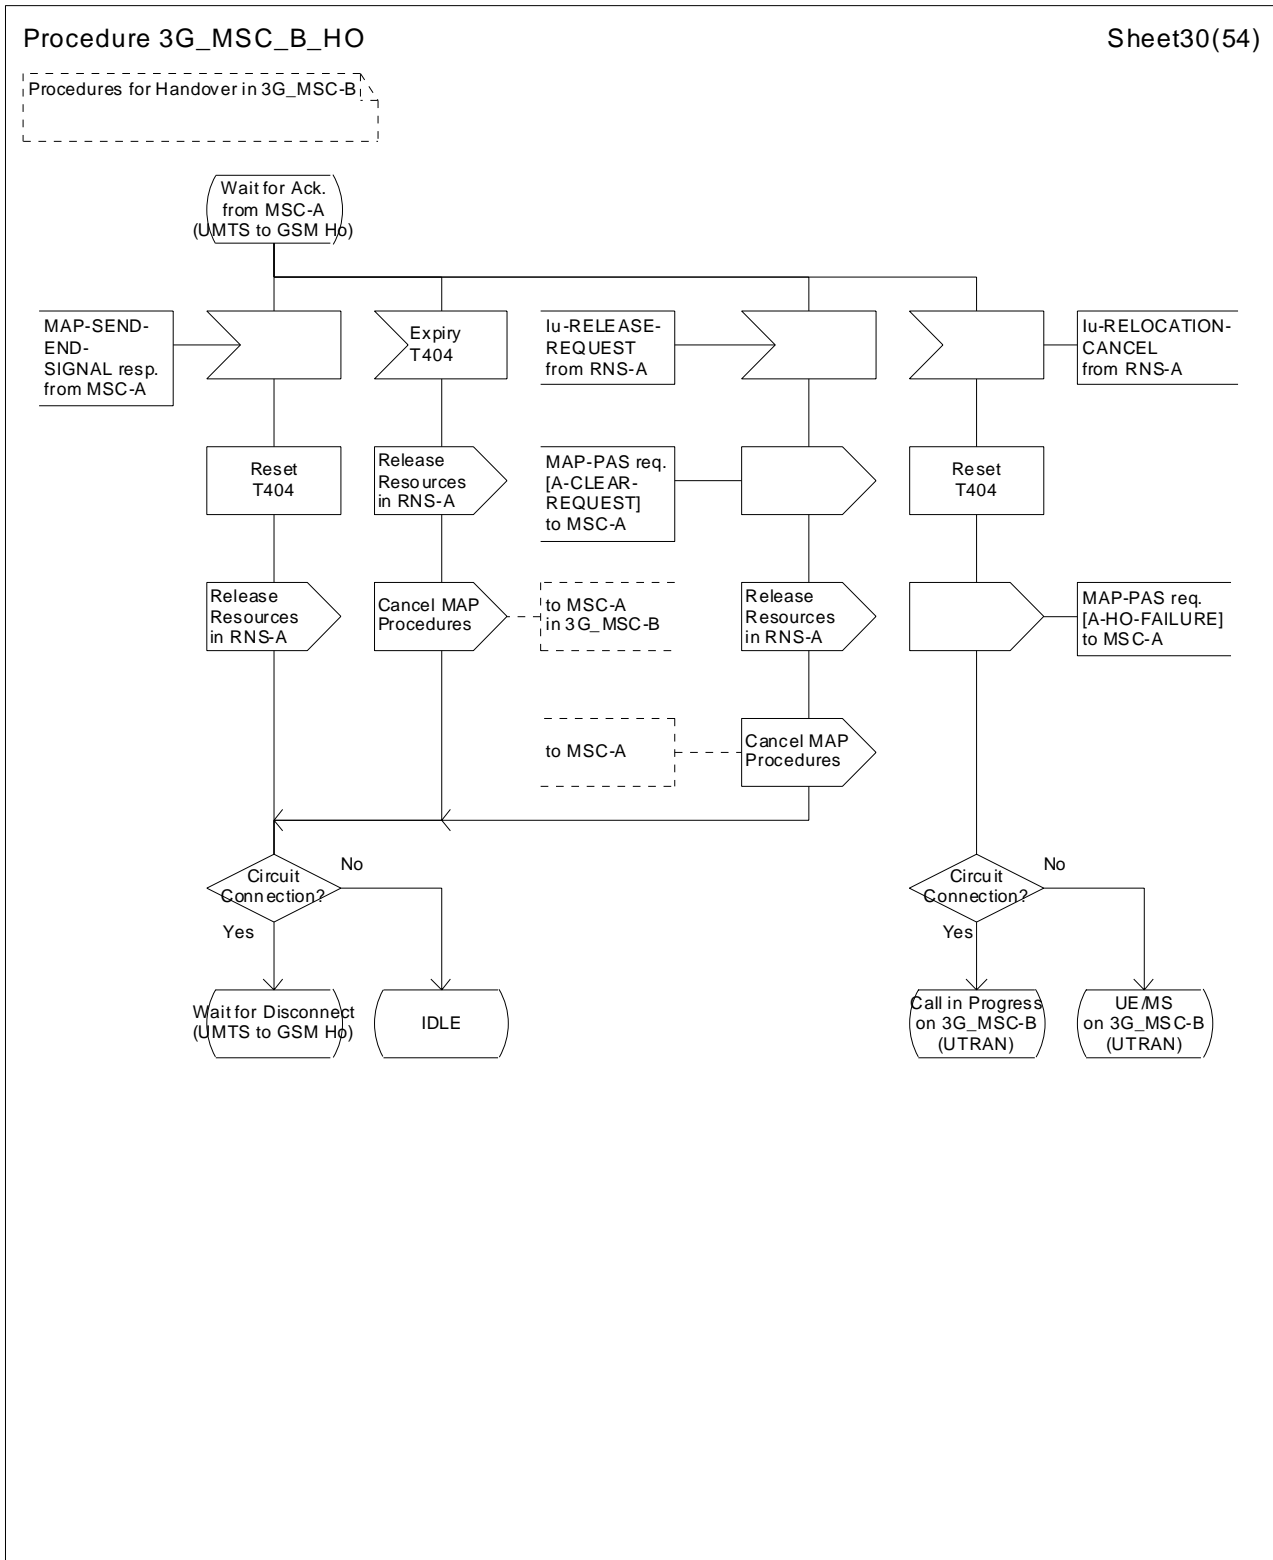 Procedure 3G_MSC_B_HO
Sheet30(54)
Procedures for Handover in 3G_MSC-B
Wait for Ack.
from MSC-A
(UMTS to GSM Ho)
MAP-SEND-
END-
SIGNAL resp.
from MSC-A
Expiry
T404
Iu-RELEASE-
REQUEST
from RNS-A
Iu-RELOCATION-
CANCEL
from RNS-A
Reset
T404
Release
Resources
in RNS-A
MAP-PAS req.
[A-CLEAR-
REQUEST]
to MSC-A
Reset
T404
Release
Resources
in RNS-A
Cancel MAP
Procedures
to MSC-A
in 3G_MSC-B
Release
Resources
in RNS-A
MAP-PAS req.
[A-HO-FAILURE]
to MSC-A
to MSC-A
Cancel MAP
Procedures
Circuit
Connection?
No
Yes
Circuit
Connection?
No
Yes
Wait for Disconnect
(UMTS to GSM Ho)
IDLE
Call in Progress
on 3G_MSC-B
(UTRAN)
UE/MS
on 3G_MSC-B
(UTRAN)